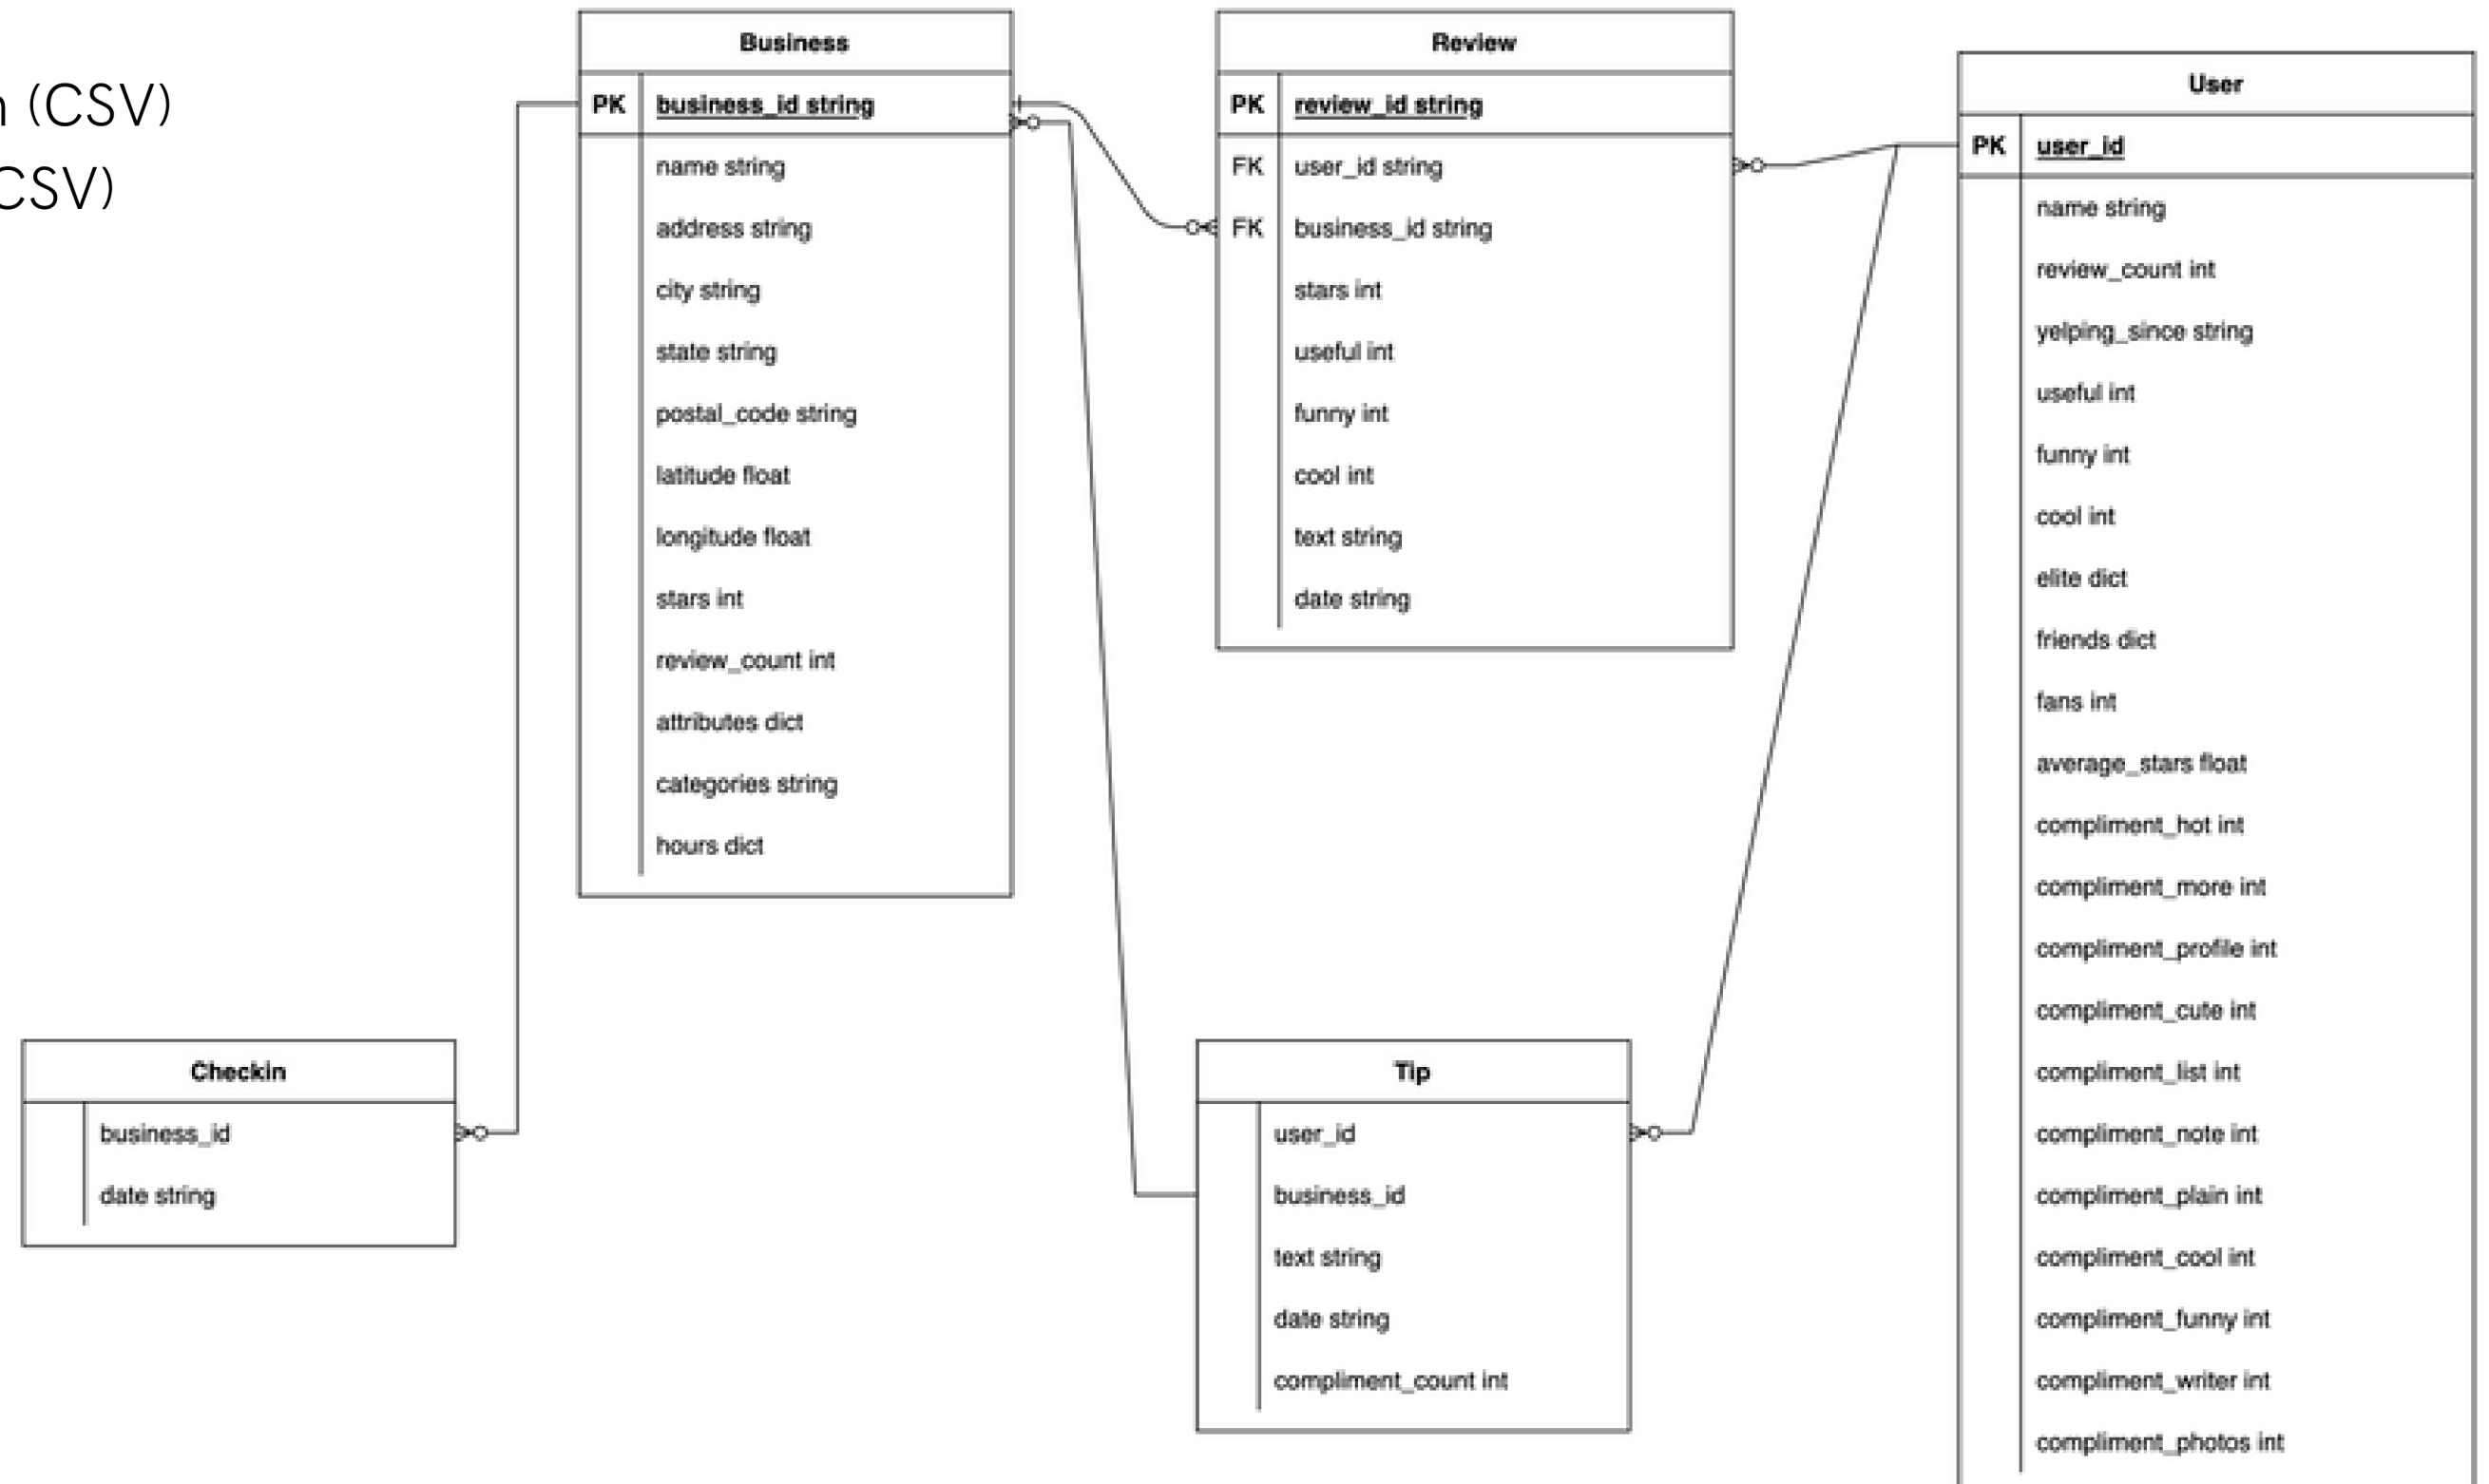 (CSV)
CSV)
Business
PK business_id string
name string
address string
city string
state string
postal_code string
latitude float
longitude float
stars int
review_count int
attributes dict
categories string
hours dict
Review
PK review_id string
FK user_id string
FK business_id string
stars int
useful int
funny int
cool int
text string
date string
User
PK user_id
name string
review_count int
yelping_since string
useful int
funny int
cool int
elite dict
friends dict
fans int
average_stars float
compliment_hot int
compliment_more int
compliment_profile int
compliment_cute int
compliment_list int
compliment_note int
compliment_plain int
compliment_cool int
compliment_funny int
compliment_writer int
compliment_photos int
Checkin
business_id
date string
Tip
user_id
business_id
text string
date string
compliment_count int